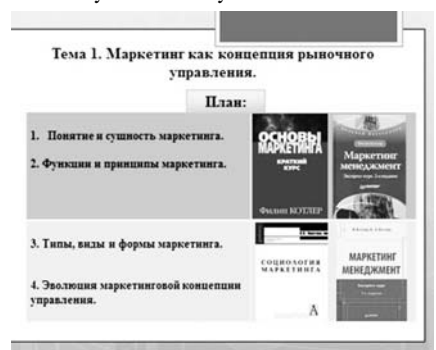 Тема 1. Маркетинг как концепция рыночного
управления.
План:
1. Понятие и сущность маркетинга.
2. Функции и принципы маркетинга.
ОСНОВЫ
МАРКЕТИНГА
КРАТКИЙ
КУРС
Филип КОТЛЕР
Маркетинг
менеджмент
3. Типы, виды и формы маркетинга.
4. Эволюция маркетинговой концепции
управления.
СОЦИОЛОГИЯ
МАРКЕТИНГА
МАРКЕТИНГ
МЕНЕДЖМЕНТ